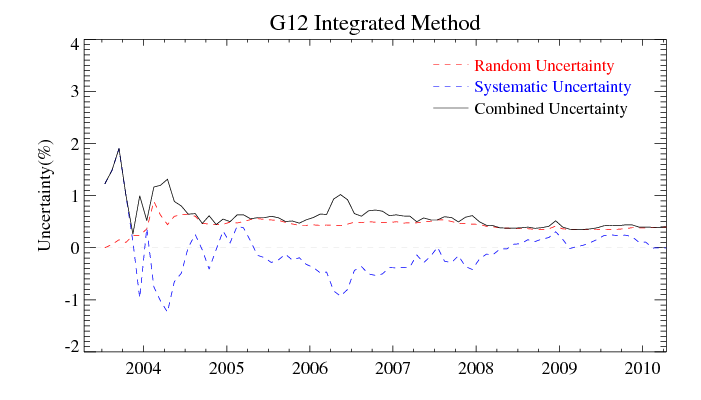 G12 Integrated Method
Random Uncertainty
Systematic Uncertainty
Combined Uncertainty
Uncertainty(%)
4
3
2
1
0
-1
-2
2004 2005 2006 2007 2008 2009 2010